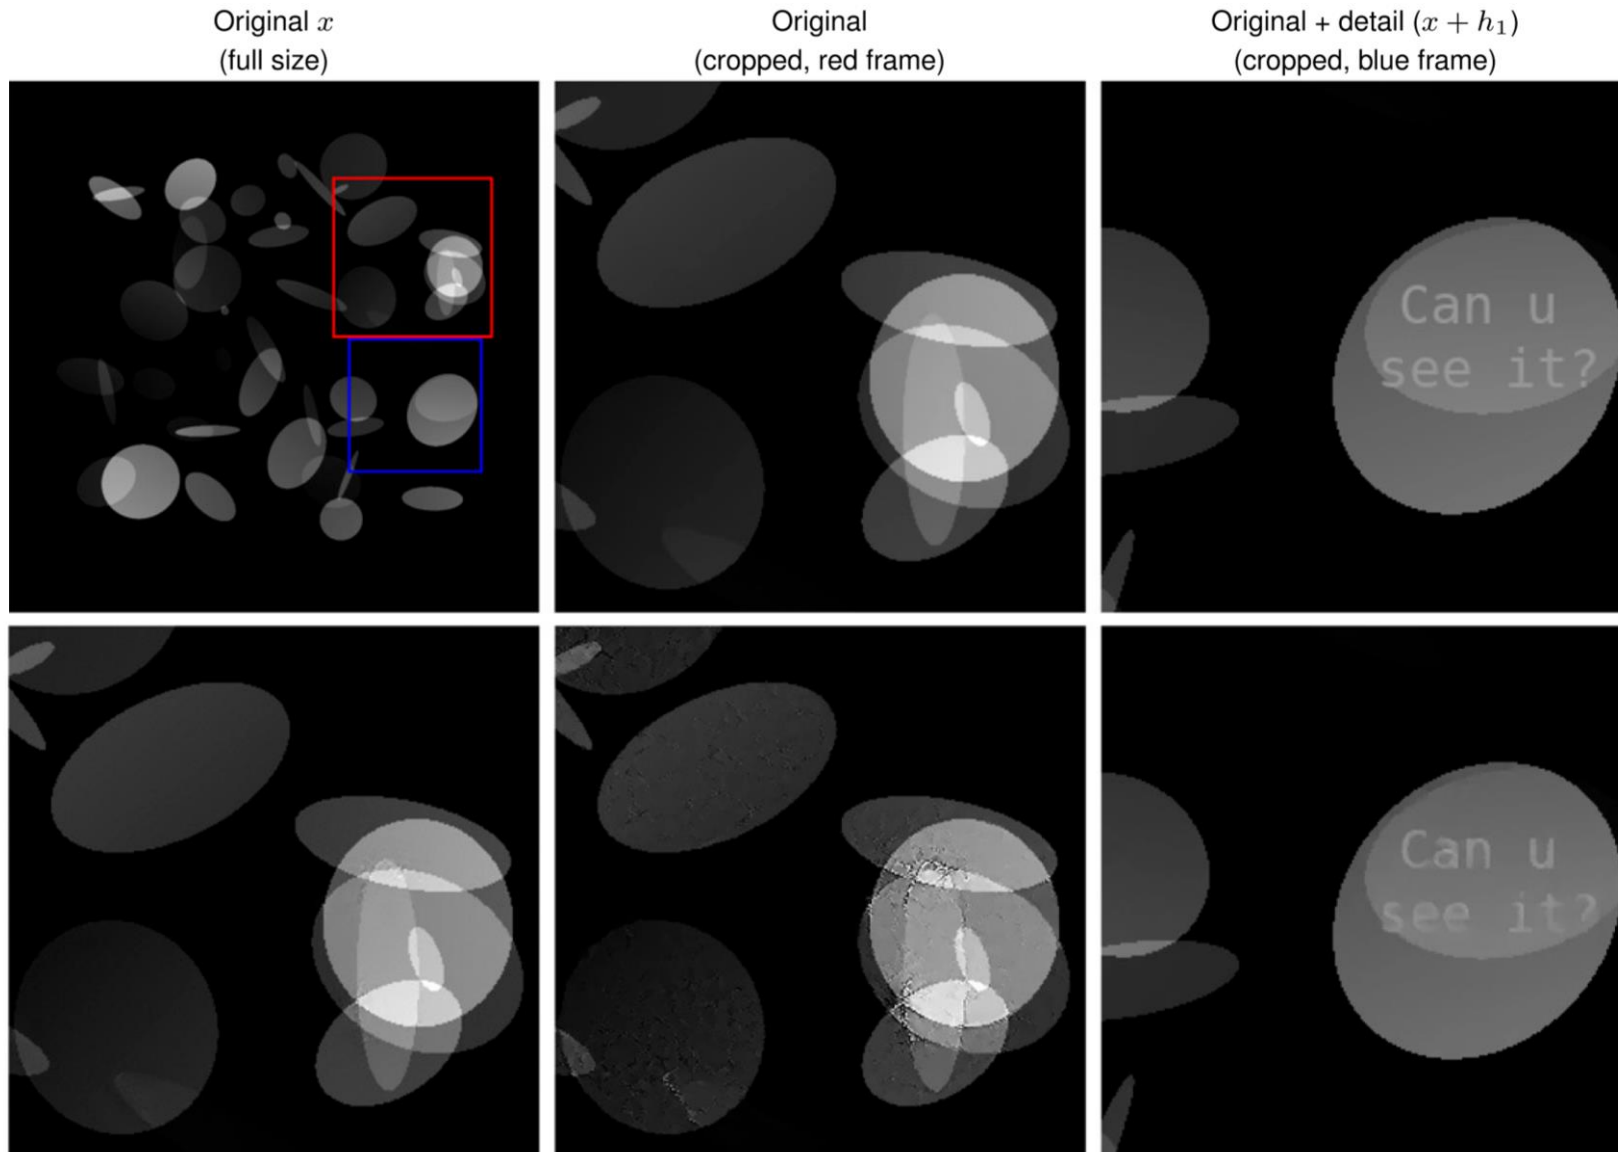 Original x
(full size)
Original
(cropped, red frame)
Original + detail (x + h₁)
(cropped, blue frame)
Can u
see it?
Can u
see it?